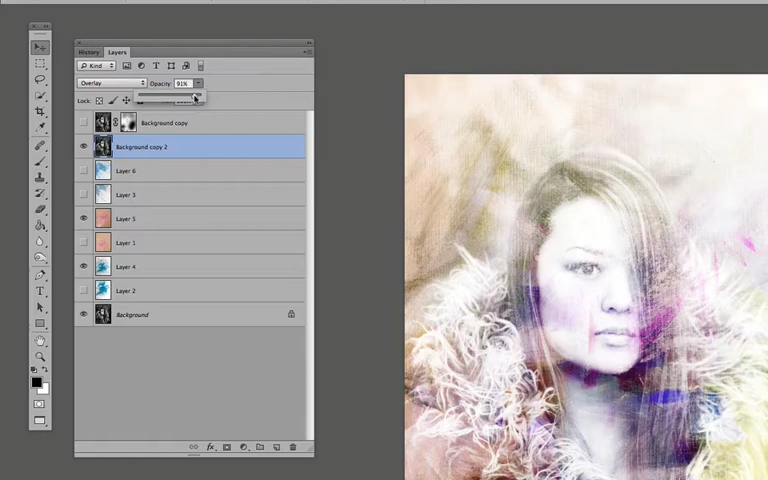 History Layers
Kind
Overlay Opacity: 91%
Lock:
Background copy
Background copy 2
Layer 6
Layer 3
Layer 5
Layer 1
Layer 4
Layer 2
Background